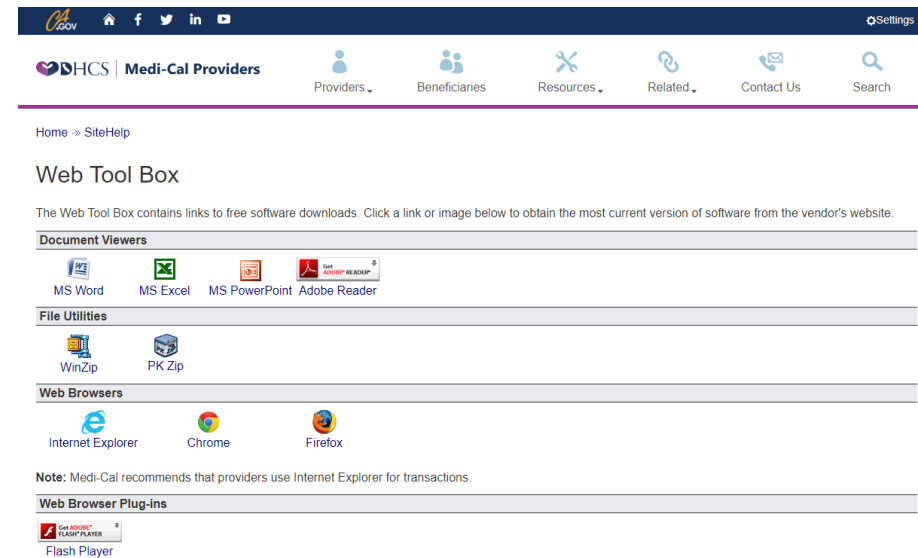 CA.GOV
Settings
DHCS Medi-Cal Providers
Providers
Beneficiaries
Resources
Related
Contact Us
Search
Home SiteHelp
Web Tool Box
The Web Tool Box contains links to free software downloads. Click a link or image below to obtain the most current version of software from the vendor's website.
Document Viewers
Get ADOBE® READER®
MS Word MS Excel MS PowerPoint Adobe Reader
File Utilities
WinZip PK Zip
Web Browsers
Internet Explorer Chrome Firefox
Note: Medi-Cal recommends that providers use Internet Explorer for transactions.
Web Browser Plug-ins
Get ADOBE® FLASH® PLAYER
Flash Player